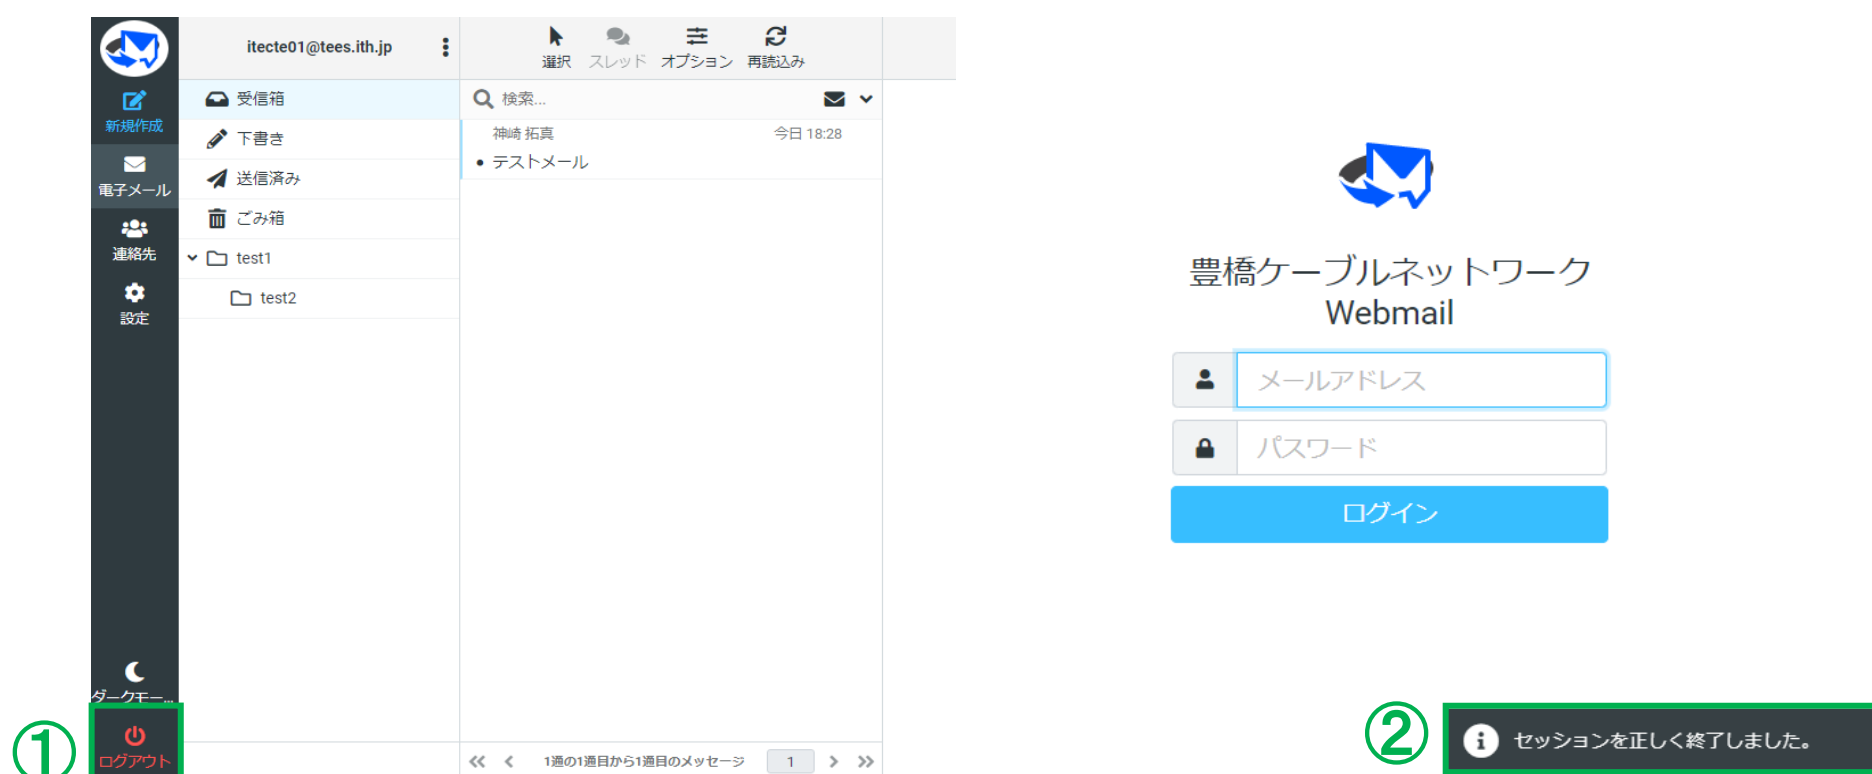 itecte01@tees.ith.jp
選択 スレッド オプション 再読込み
新規作成
電子メール
連絡先
設定
ダークモー...
ログアウト
①
受信箱
下書き
送信済み
ごみ箱
test1
test2
検索...
神崎 拓真 今日 18:28
• テストメール
1通の1通目から1通目のメッセージ 1
豊橋ケーブルネットワーク
Webmail
メールアドレス
パスワード
ログイン
②
セッションを正しく終了しました。